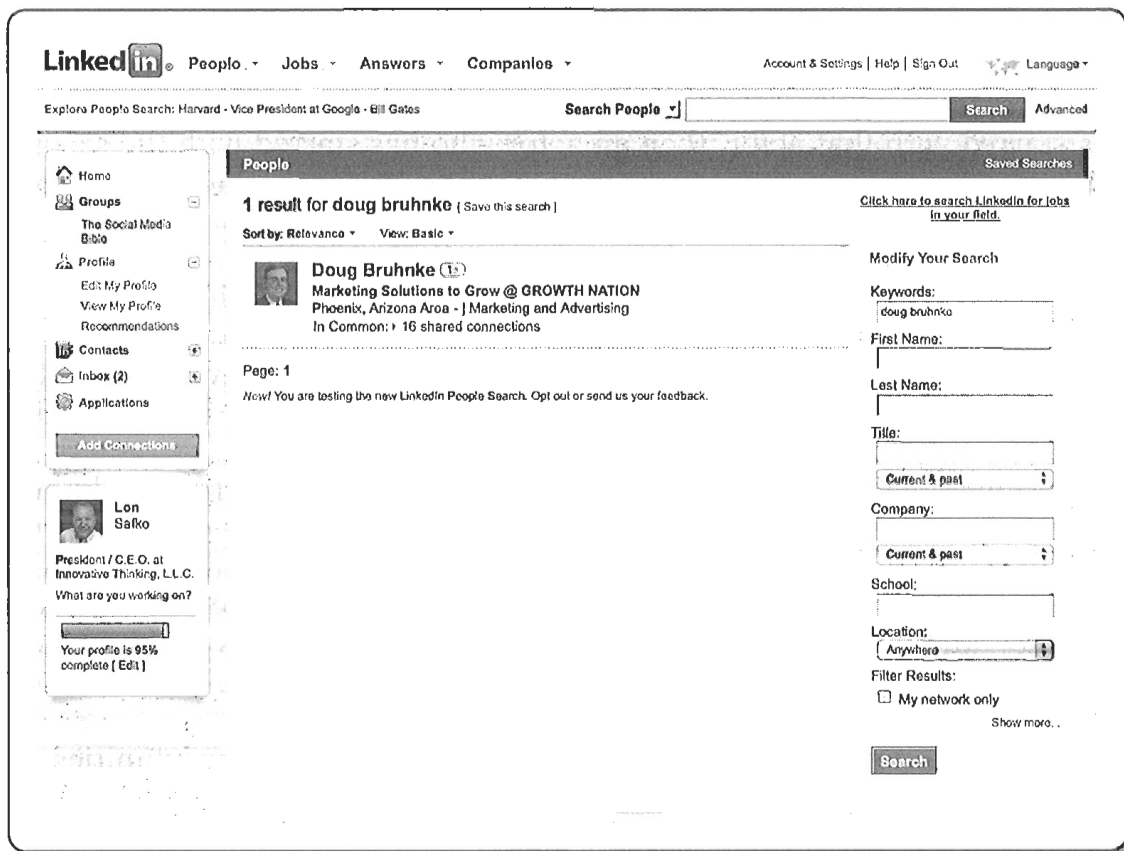 Linked in ® People Jobs Answers Companies Account & Settings | Help | Sign Out Language
Explore People Search: Harvard - Vice President at Google - Bill Gates Search People Search Advanced
Home
Groups
The Social Media
Bible
Profile
Edit My Profile
View My Profile
Recommendations
Contacts
Inbox (2)
Applications
Add Connections
Lon
Safko
President / C.E.O. at
Innovative Thinking, L.L.C.
What are you working on?
Your profile is 95%
complete [ Edit ]
People Saved Searches
1 result for doug bruhnke [ Save this search ]
Sort by: Relevance View: Basic
Doug Bruhnke 1st
Marketing Solutions to Grow @ GROWTH NATION
Phoenix, Arizona Area - | Marketing and Advertising
In Common: 16 shared connections
Page: 1
New! You are testing the new LinkedIn People Search. Opt out or send us your feedback.
Click here to search LinkedIn for jobs
in your field.
Modify Your Search
Keywords:
doug bruhnke
First Name:
Last Name:
Title:
Current & past
Company:
Current & past
School:
Location:
Anywhere
Filter Results:
My network only
Show more..
Search